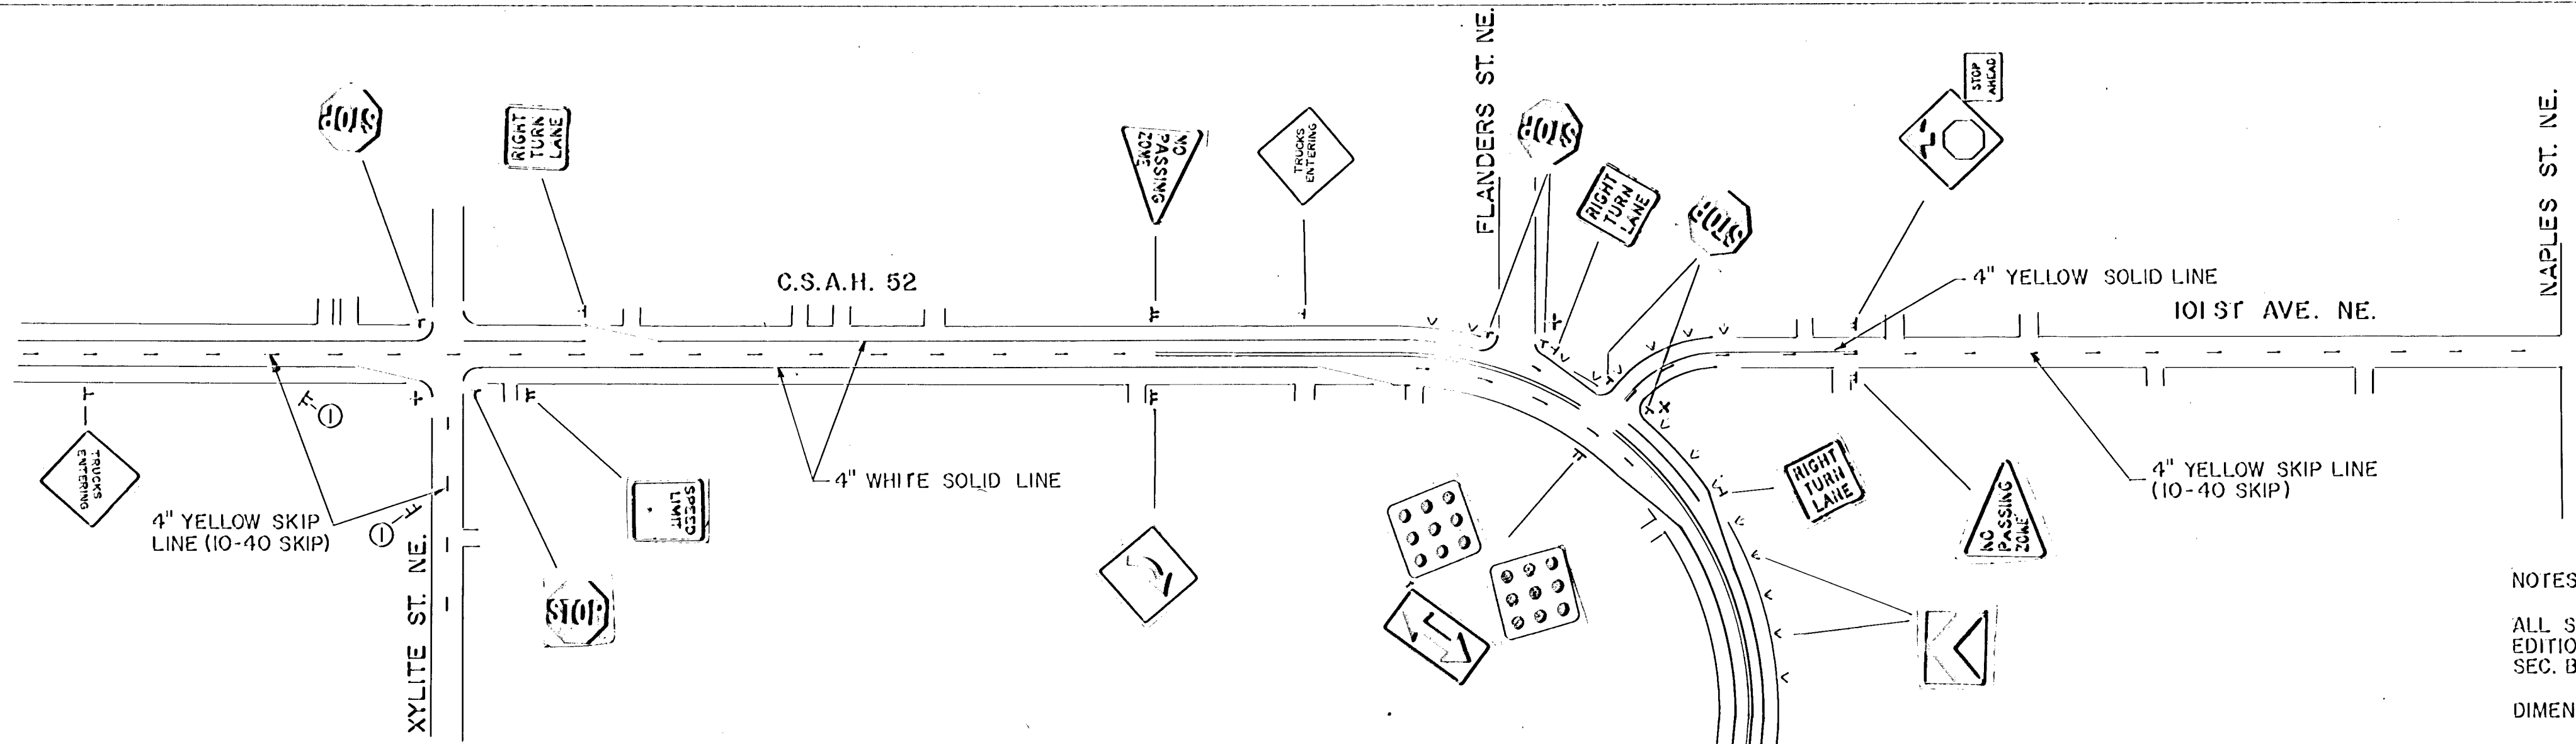 STOP
RIGHT
TURN
LANE
NO
PASSING
ZONE
TRUCKS
ENTERING
FLANDERS ST. NE.
STOP
RIGHT
TURN
LANE
STOP
STOP
AHEAD
NAPLES ST. NE.
C.S.A.H. 52
4" YELLOW SOLID LINE
101ST AVE. NE.
1
1
TRUCKS
ENTERING
4" YELLOW SKIP
LINE (10-40 SKIP)
XYLITE ST. NE.
STOP
SPEED
LIMIT
4" WHITE SOLID LINE
RIGHT
TURN
LANE
NO
PASSING
ZONE
4" YELLOW SKIP LINE
(10-40 SKIP)
NOTES
ALL S
EDITIO
SEC. B
DIMEN